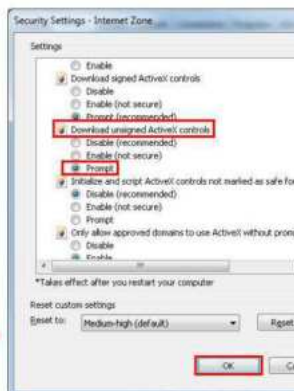 Security Settings - Internet Zone
Settings
Enable
Download signed ActiveX controls
Disable
Enable (not secure)
Prompt (recommended)
Download unsigned ActiveX controls
Disable (recommended)
Enable (not secure)
Prompt
Initialize and script ActiveX controls not marked as safe for
Disable (recommended)
Enable (not secure)
Prompt
Only allow approved domains to use ActiveX without prom
Disable
Enable
*Takes effect after you restart your computer
Reset custom settings
Reset to: Medium-high (default) Reset
OK